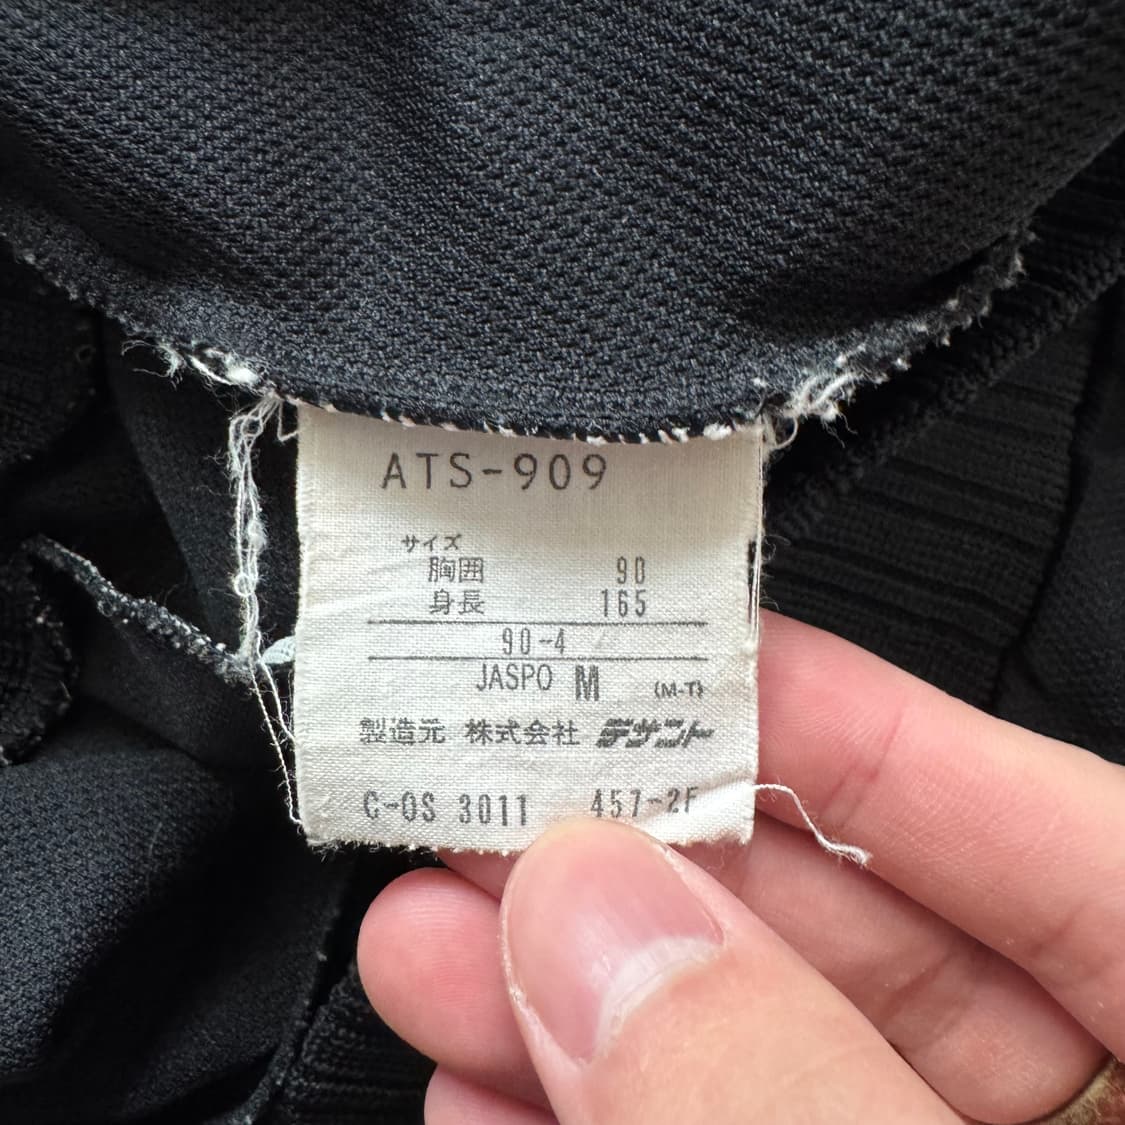 ATS-909
サイズ
胸囲 90
身長 165
90-4
JASPO M (M-T)
製造元 株式会社 デサント
C-OS 3011 457-2F